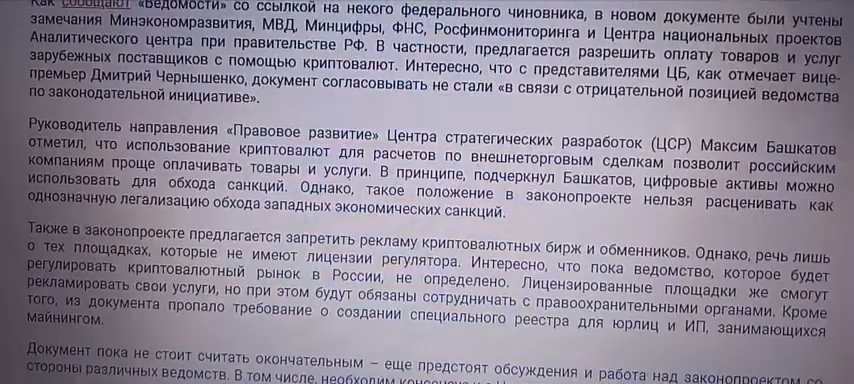 Как сообщают «Ведомости» со ссылкой на некого федерального чиновника, в новом документе были учтены
замечания Минэкономразвития, МВД, Минцифры, ФНС, Росфинмониторинга и Центра национальных проектов
Аналитического центра при правительстве РФ. В частности, предлагается разрешить оплату товаров и услуг
зарубежных поставщиков с помощью криптовалют. Интересно, что с представителями ЦБ, как отмечает вице-
премьер Дмитрий Чернышенко, документ согласовывать не стали «в связи с отрицательной позицией ведомства
по законодательной инициативе».
Руководитель направления «Правовое развитие» Центра стратегических разработок (ЦСР) Максим Башкатов
отметил, что использование криптовалют для расчетов по внешнеторговым сделкам позволит российским
компаниям проще оплачивать товары и услуги. В принципе, подчеркнул Башкатов, цифровые активы можно
использовать для обхода санкций. Однако, такое положение в законопроекте нельзя расценивать как
однозначную легализацию обхода западных экономических санкций.
Также в законопроекте предлагается запретить рекламу криптовалютных бирж и обменников. Однако, речь лишь
о тех площадках, которые не имеют лицензии регулятора. Интересно, что пока ведомство, которое будет
регулировать криптовалютный рынок в России, не определено. Лицензированные площадки же смогут
рекламировать свои услуги, но при этом будут обязаны сотрудничать с правоохранительными органами. Кроме
того, из документа пропало требование о создании специального реестра для юрлиц и ИП, занимающихся
майнингом.
Документ пока не стоит считать окончательным – еще предстоят обсуждения и работа над законопроектом со
стороны различных ведомств. В том числе, необходим